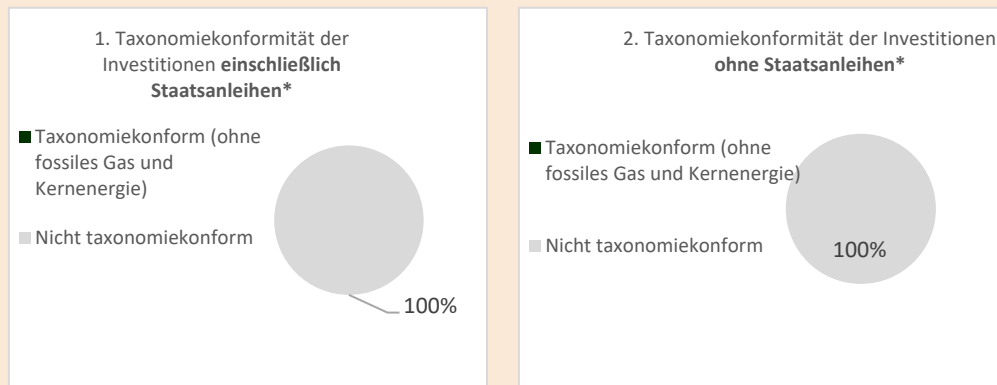 1. Taxonomiekonformität der
Investitionen einschließlich
Staatsanleihen*
Taxonomiekonform (ohne
fossiles Gas und
Kernenergie)
Nicht taxonomiekonform
100%
2. Taxonomiekonformität der Investitionen
ohne Staatsanleihen*
Taxonomiekonform (ohne
fossiles Gas und Kernenergie)
Nicht taxonomiekonform
100%